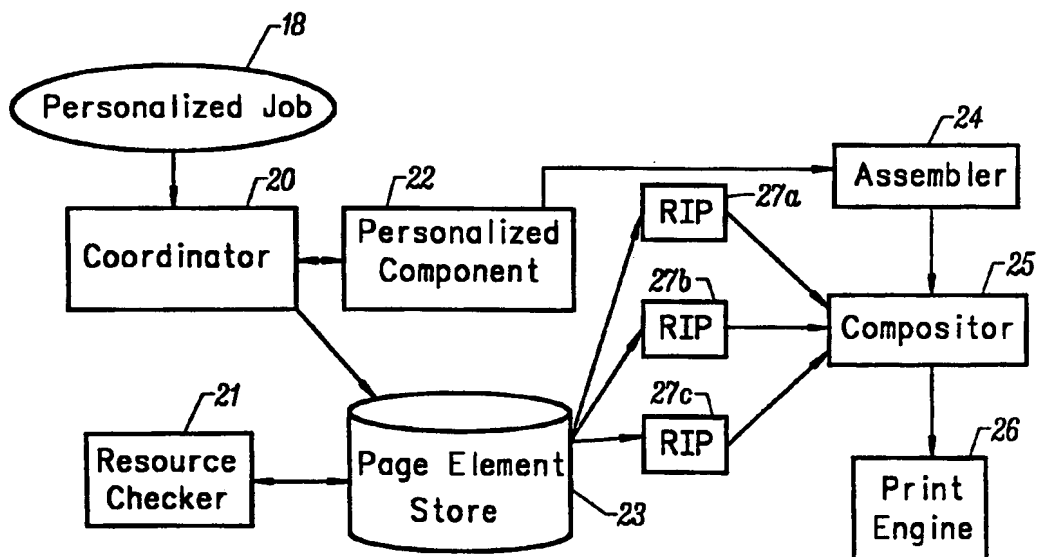 18
Personalized Job
20
Coordinator
22
Personalized
Component
24
Assembler
27a
RIP
27b
RIP
27c
RIP
25
Compositor
21
Resource
Checker
Page Element
Store
23
26
Print
Engine